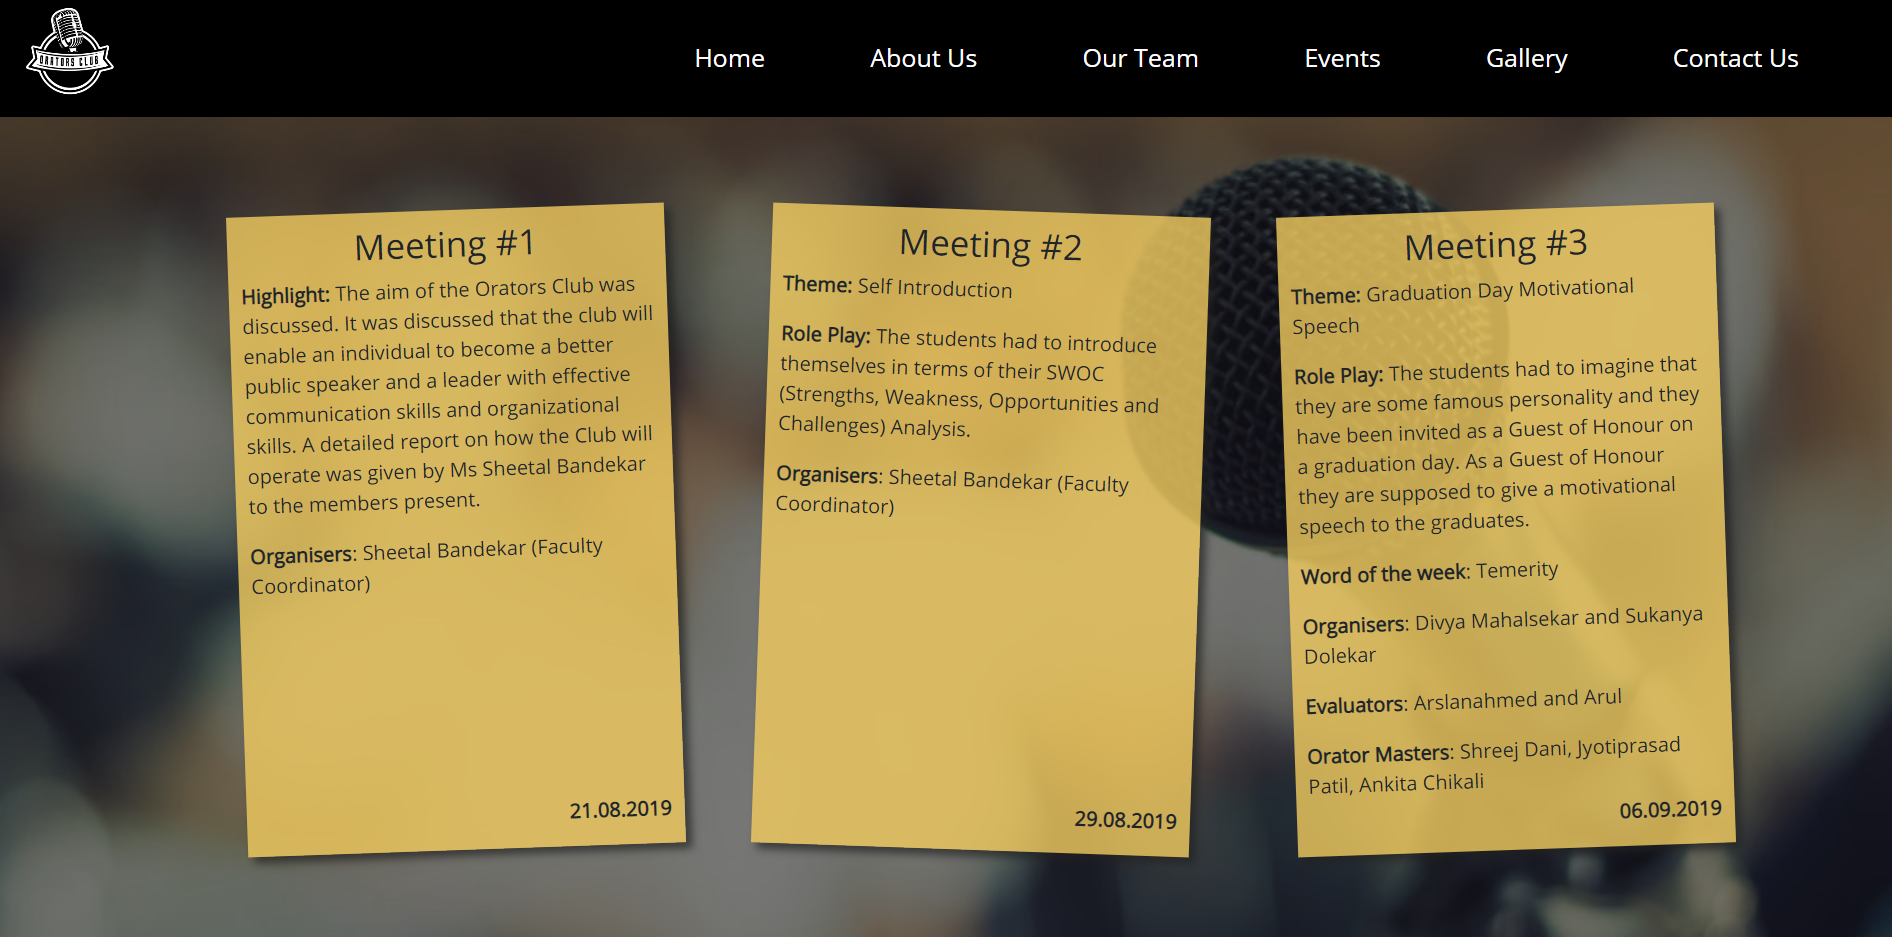 ORATORS CLUB
Home
About Us
Our Team
Events
Gallery
Contact Us
Meeting #1
Highlight: The aim of the Orators Club was
discussed. It was discussed that the club will
enable an individual to become a better
public speaker and a leader with effective
communication skills and organizational
skills. A detailed report on how the Club will
operate was given by Ms Sheetal Bandekar
to the members present.
Organisers: Sheetal Bandekar (Faculty
Coordinator)
21.08.2019
Meeting #2
Theme: Self Introduction
Role Play: The students had to introduce
themselves in terms of their SWOC
(Strengths, Weakness, Opportunities and
Challenges) Analysis.
Organisers: Sheetal Bandekar (Faculty
Coordinator)
29.08.2019
Meeting #3
Theme: Graduation Day Motivational
Speech
Role Play: The students had to imagine that
they are some famous personality and they
have been invited as a Guest of Honour on
a graduation day. As a Guest of Honour
they are supposed to give a motivational
speech to the graduates.
Word of the week: Temerity
Organisers: Divya Mahalsekar and Sukanya
Dolekar
Evaluators: Arslanahmed and Arul
Orator Masters: Shreej Dani, Jyotiprasad
Patil, Ankita Chikali
06.09.2019